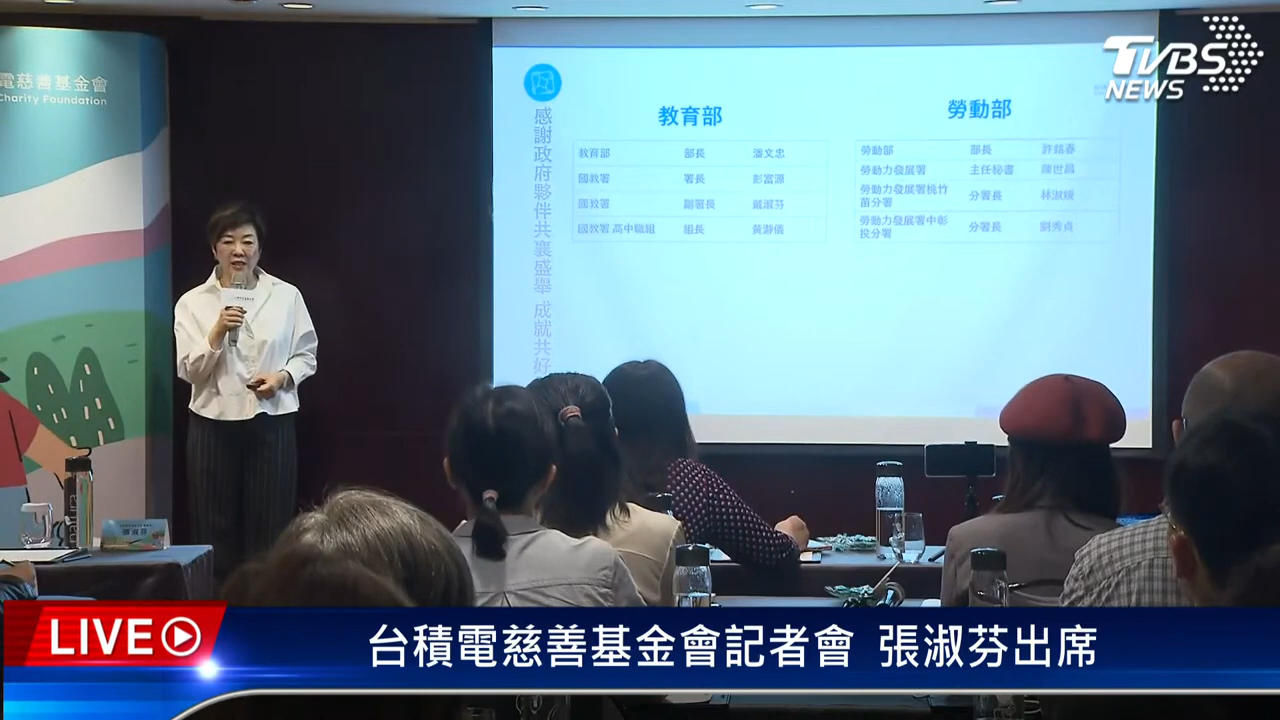 TVBS
NEWS
電慈善基金會
Charity Foundation
感謝政府夥伴共襄盛舉 成就共好
教育部
教育部 部長 潘文忠
國教署 署長 彭富源
國教署 副署長 戴淑芬
國教署 高中職組 組長 黃瀞儀
勞動部
勞動部 部長 許銘春
勞動力發展署 主任秘書 陳世昌
勞動力發展署桃竹
苗分署 分署長 林淑媛
勞動力發展署中彰
投分署 分署長 劉秀貞
張淑芬
LIVE
台積電慈善基金會記者會 張淑芬出席